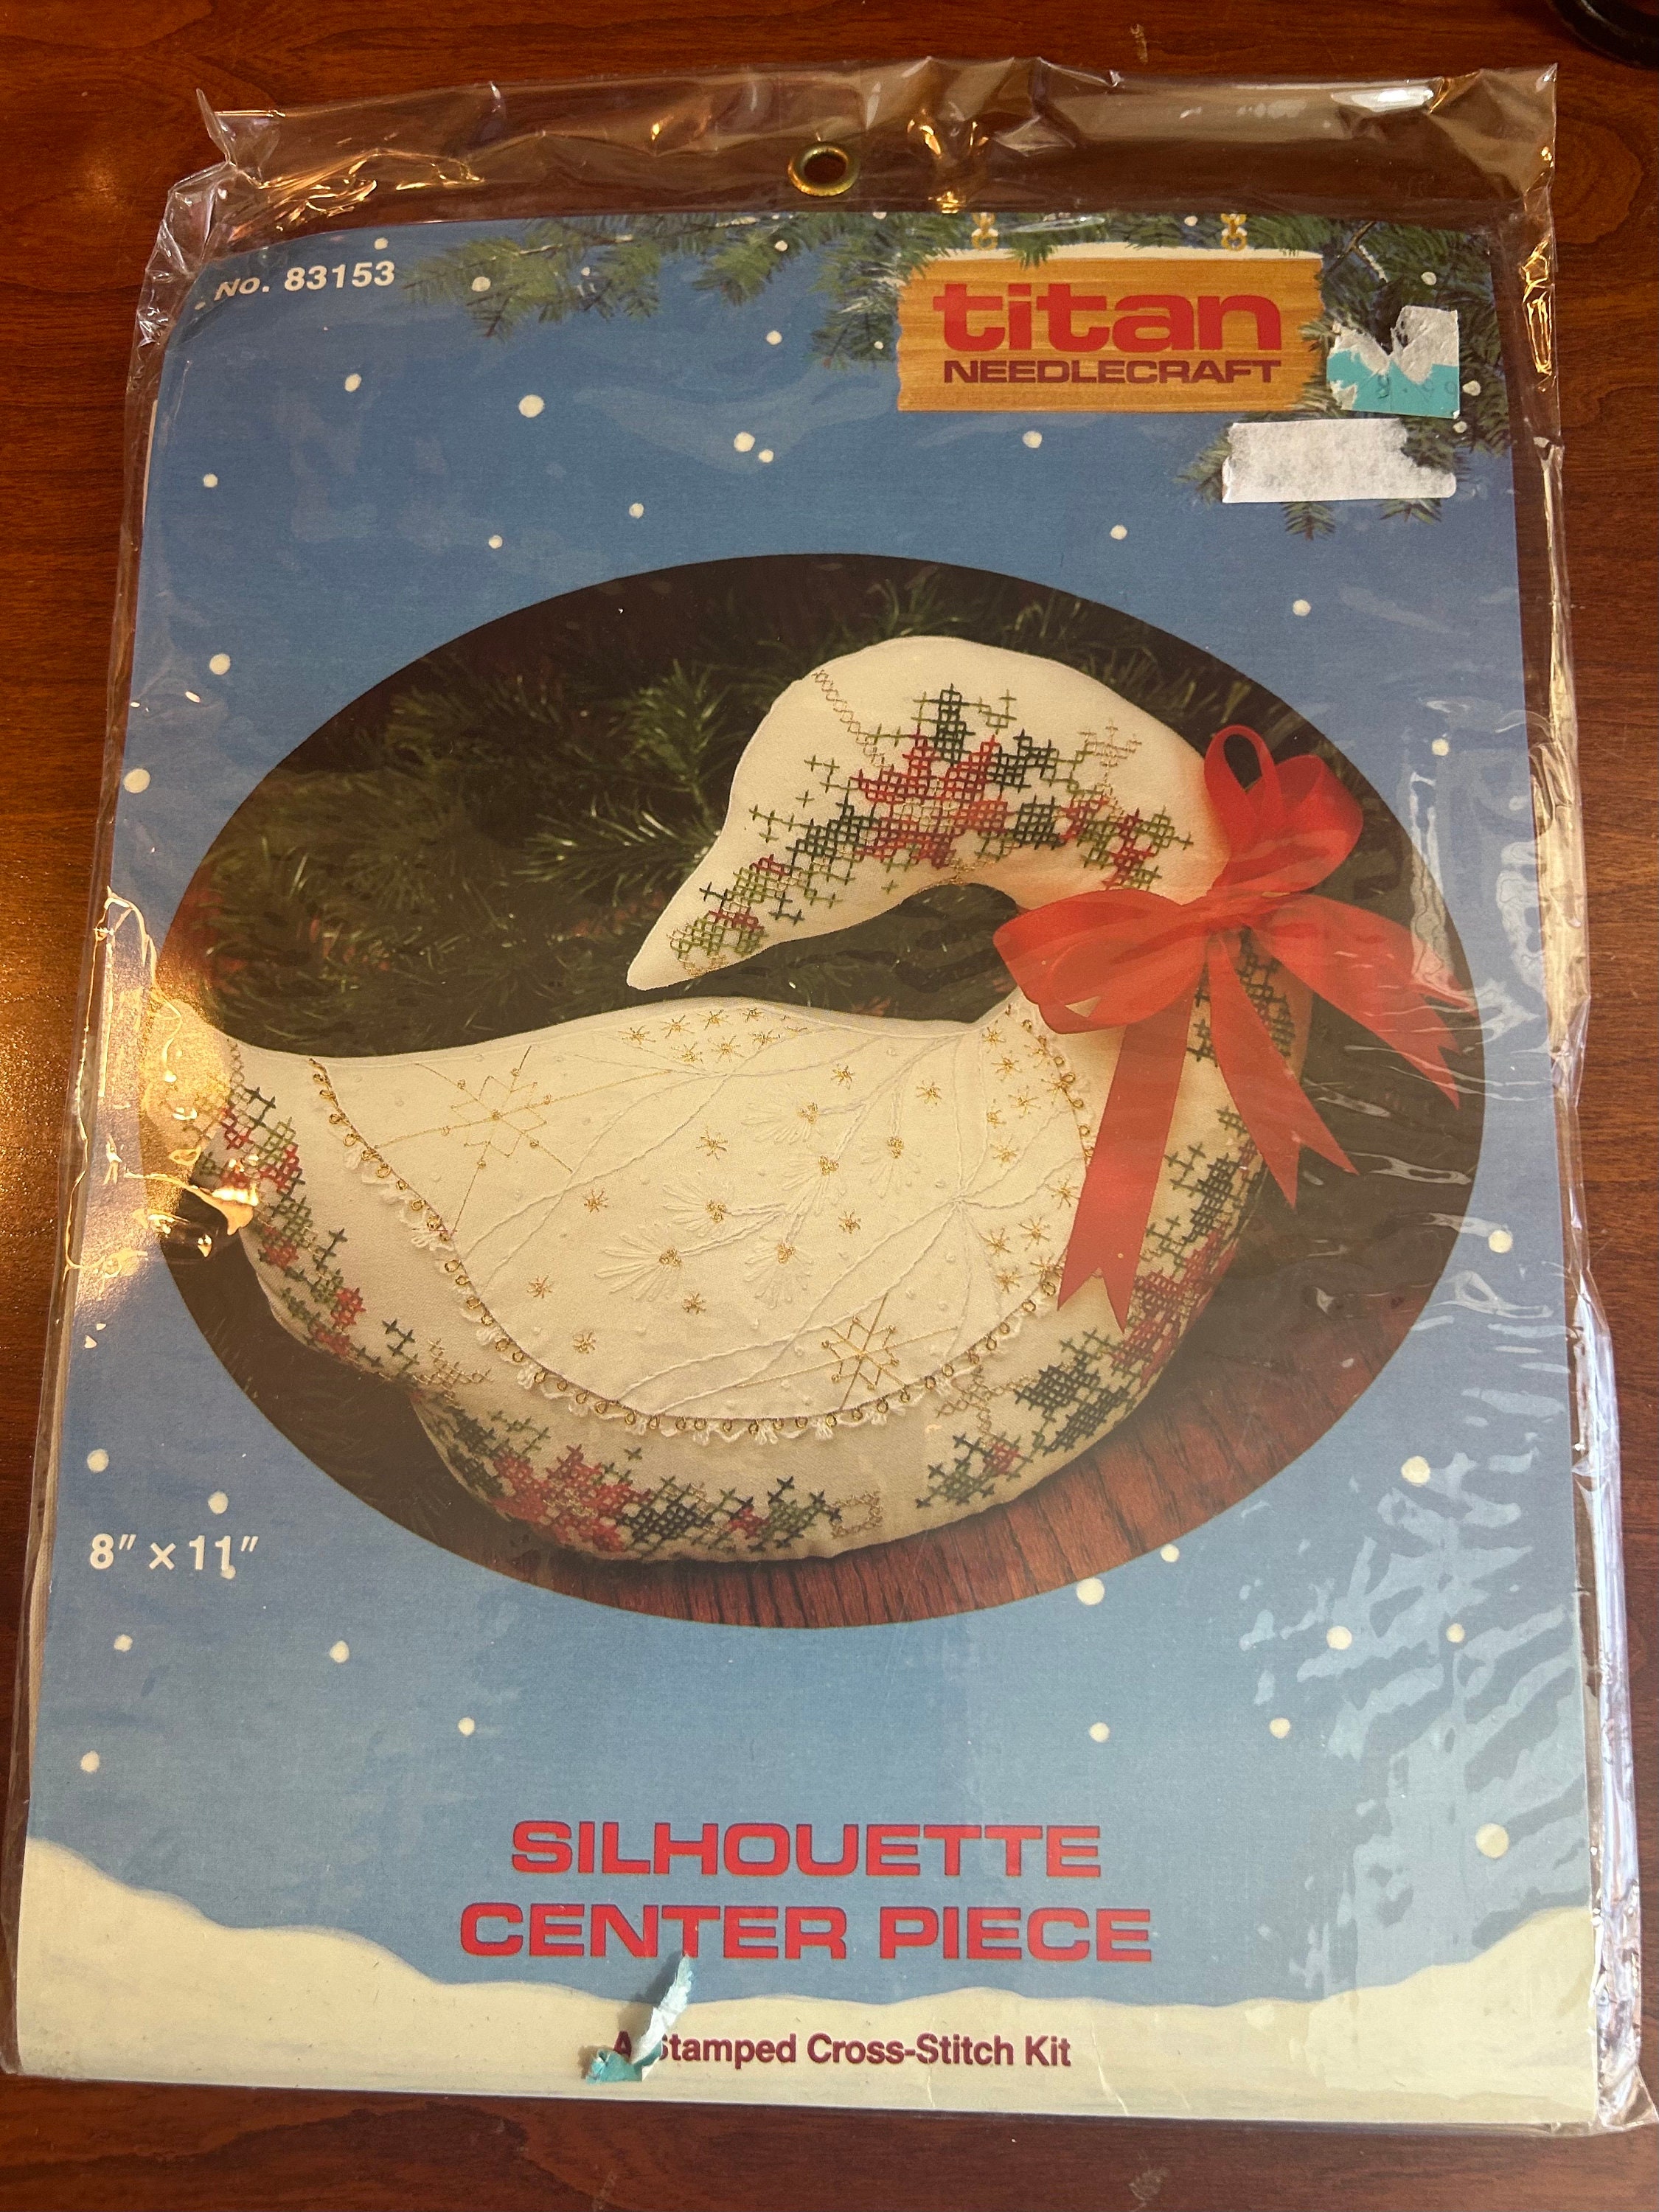 No. 83153
titan
NEEDLECRAFT
8" x 11"
SILHOUETTE
CENTER PIECE
A Stamped Cross-Stitch Kit